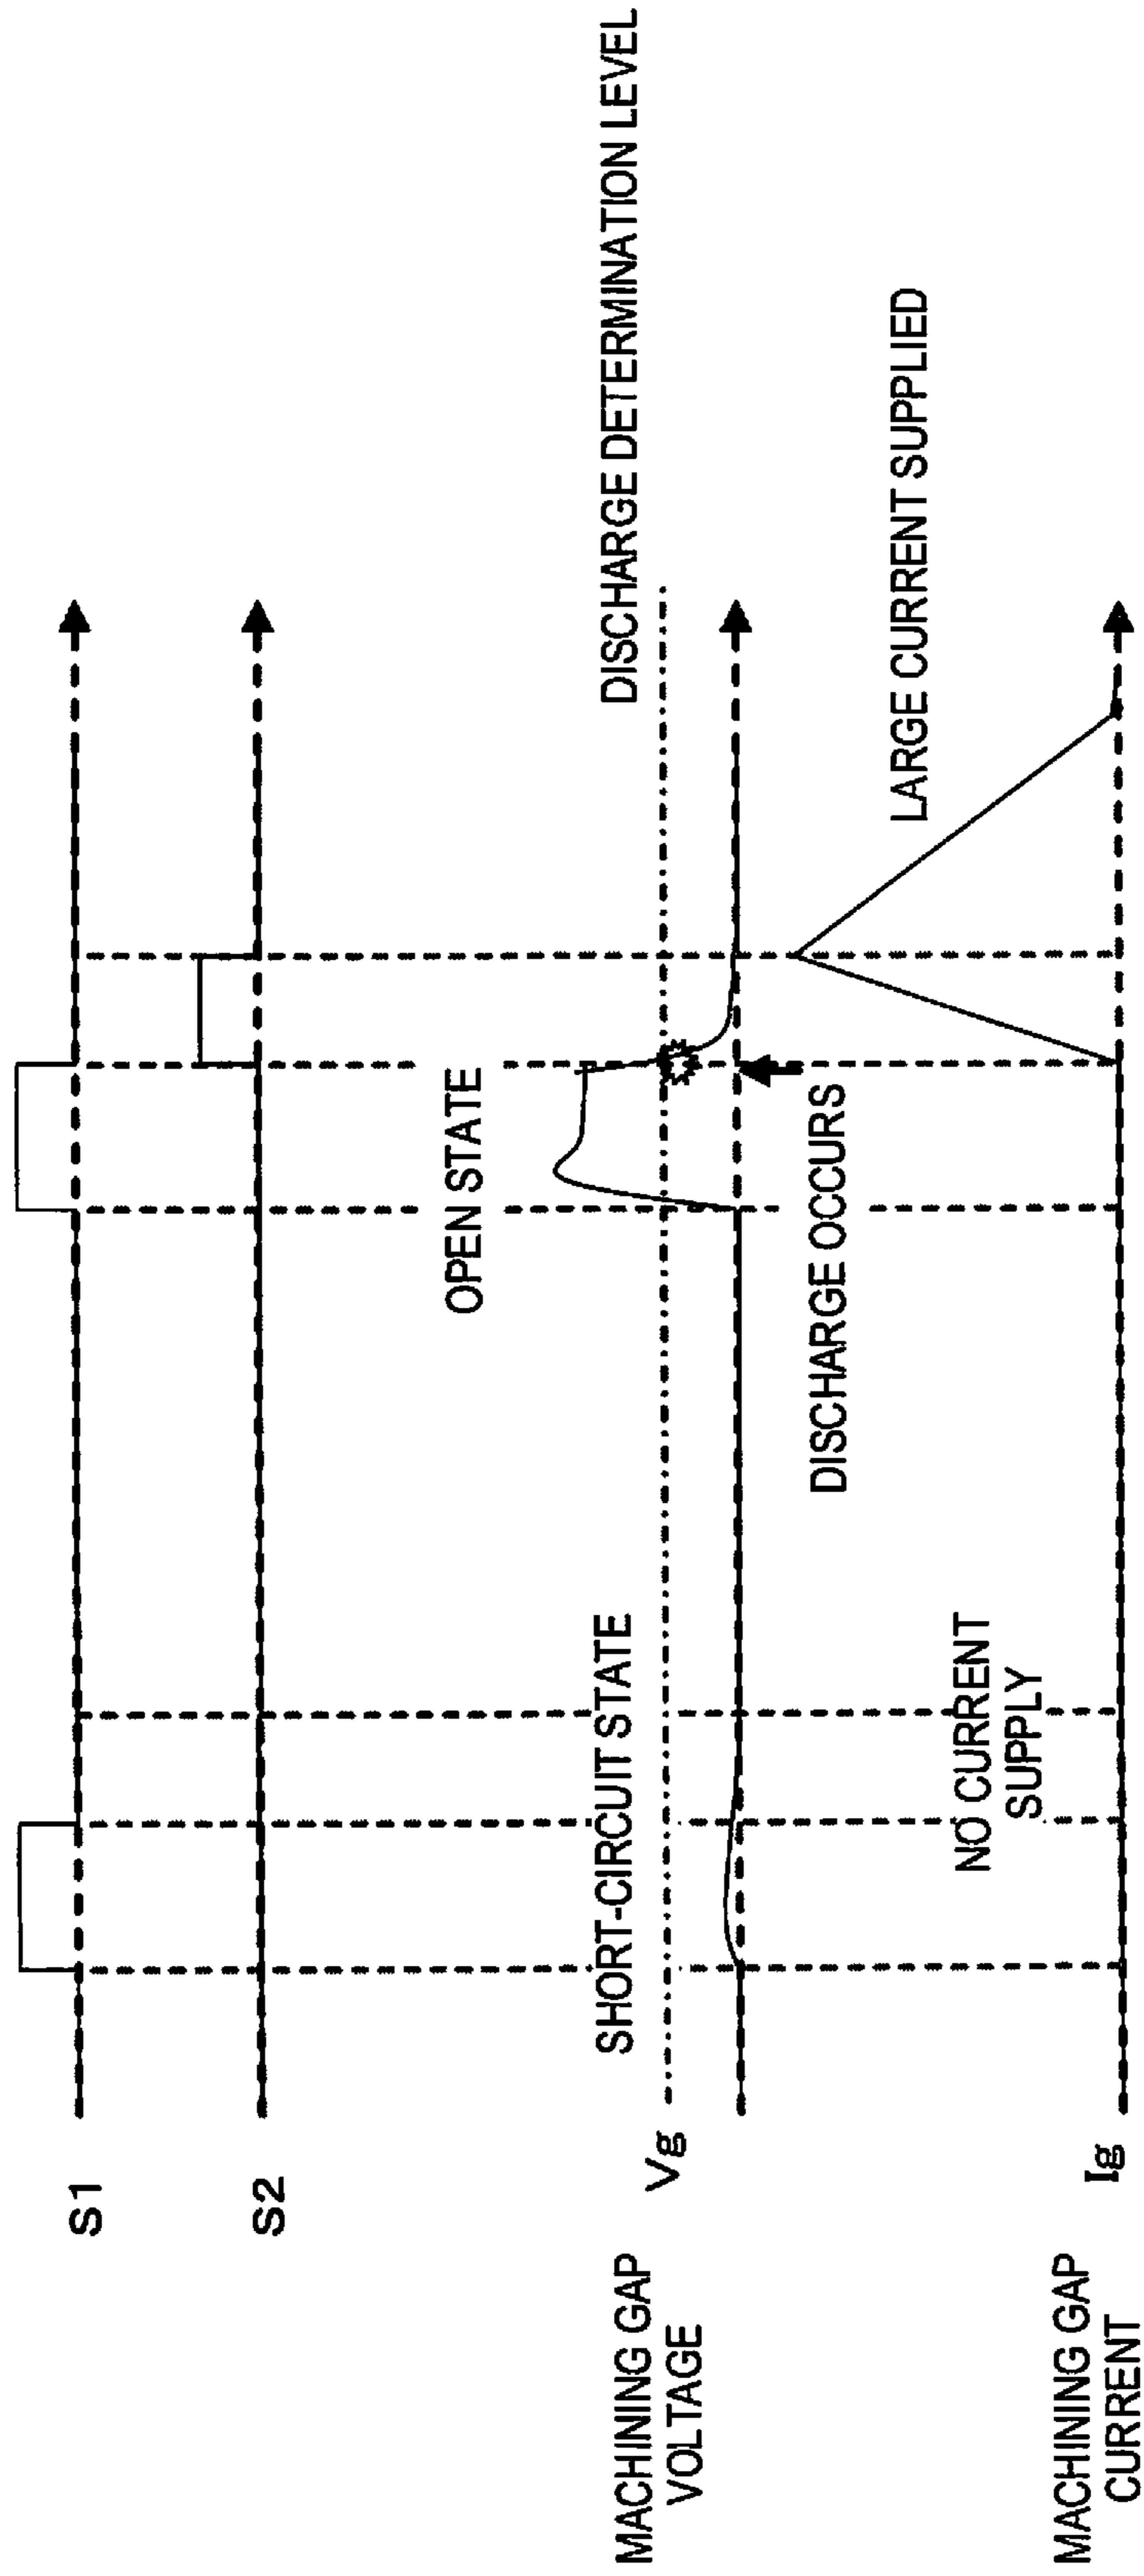 S1
S2
OPEN STATE
DISCHARGE DETERMINATION LEVEL
SHORT-CIRCUIT STATE
MACHINING GAP
VOLTAGE
Vg
DISCHARGE OCCURS
LARGE CURRENT SUPPLIED
NO CURRENT
SUPPLY
MACHINING GAP
CURRENT
Ig